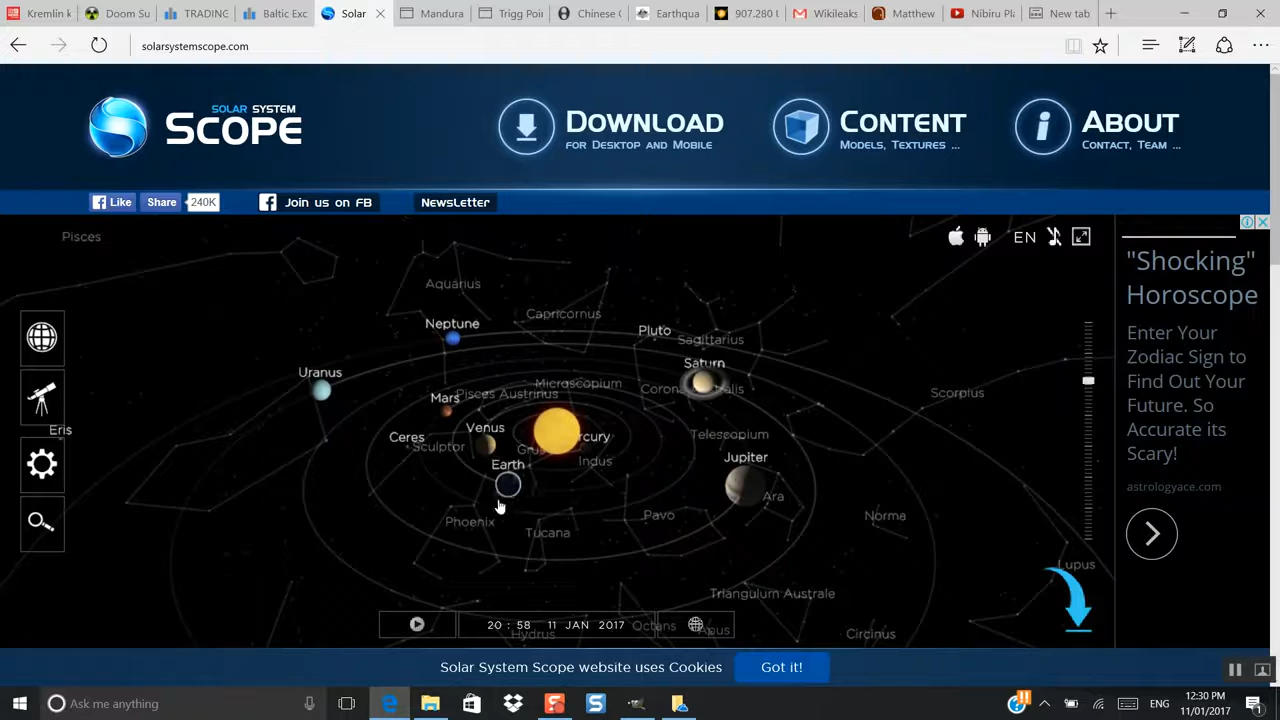 Kremlin k
Doom Su
TRADING
Baltic Exc
Solar
Mandura
Trigg Poi
Chinese C
Earthqua
907.280 U
Wikileaks
Matthew
Nibiru Pl
New tab
solarsystemscope.com
SOLAR SYSTEM
SCOPE
DOWNLOAD
FOR DESKTOP AND MOBILE
CONTENT
MODELS, TEXTURES ...
ABOUT
CONTACT, TEAM ...
Like
Share
240K
Join us on FB
NEWSLETTER
Pisces
EN
Aquarius
Capricornus
Neptune
Pluto
Sagittarius
Saturn
Uranus
Microscopium
Mars
Pisces Austrinus
Corona
tralis
Scorpius
Eris
Ceres
Venus
rcury
Sculptor
Telescopium
Earth
Indus
Jupiter
Ara
Phoenix
Pavo
Norma
Tucana
Lupus
Triangulum Australe
20 : 58 11 JAN 2017
Octans
Apus
Hydrus
Circinus
"Shocking"
Horoscope
Enter Your
Zodiac Sign to
Find Out Your
Future. So
Accurate its
Scary!
astrologyace.com
Solar System Scope website uses Cookies
Got it!
Ask me anything
ENG
12:30 PM
11/01/2017